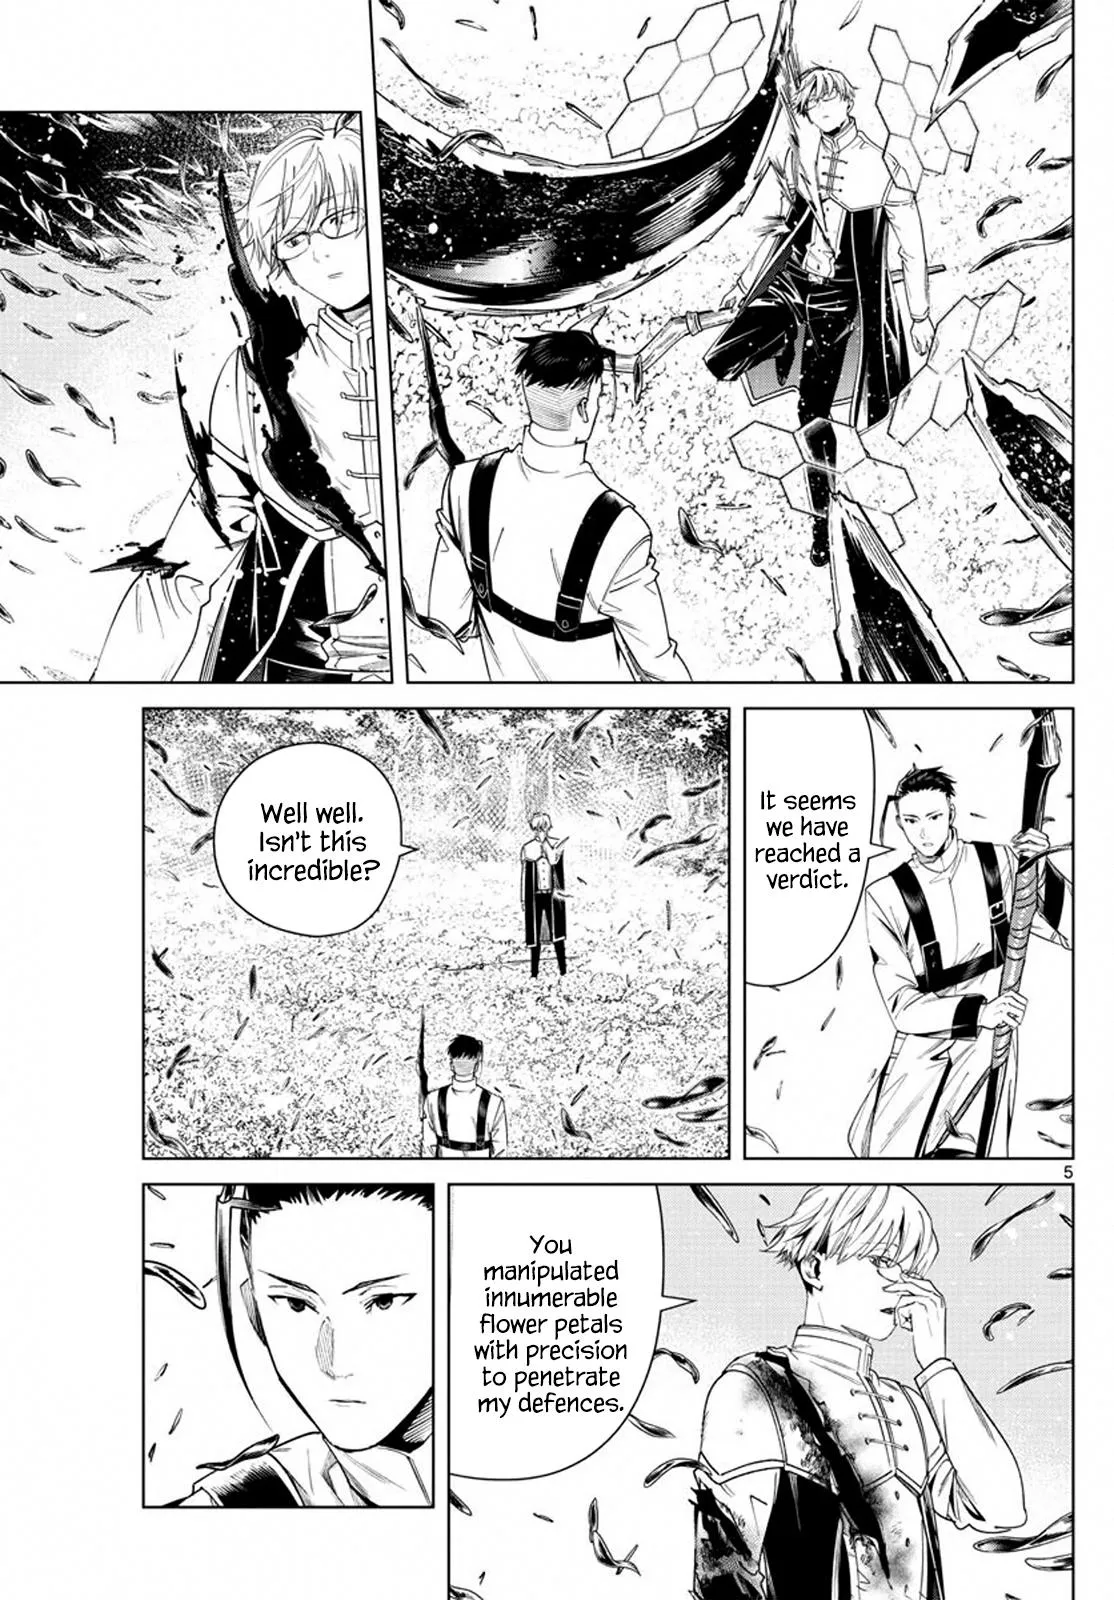 It seems
we have
reached a
verdict.
Well well.
Isn't this
incredible?
5
You
manipulated
innumerable
flower petals
with precision
to penetrate
my defences.